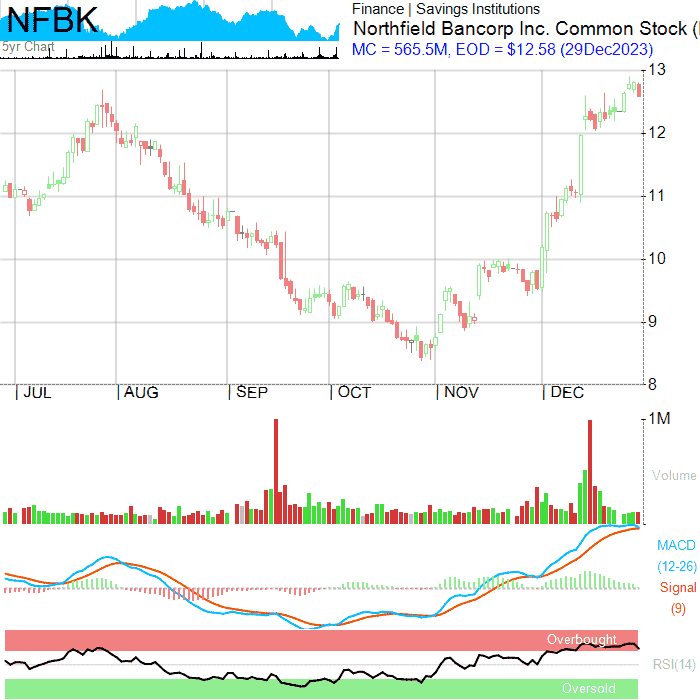 NFBK
5yr Chart
Finance | Savings Institutions
Northfield Bancorp Inc. Common Stock (
MC = 565.5M, EOD = $12.58 (29Dec2023)
13
12
11
10
9
8
JUL AUG SEP OCT NOV DEC
1M
Volume
MACD
(12-26)
Signal
(9)
Overbought
RSI(14)
Oversold